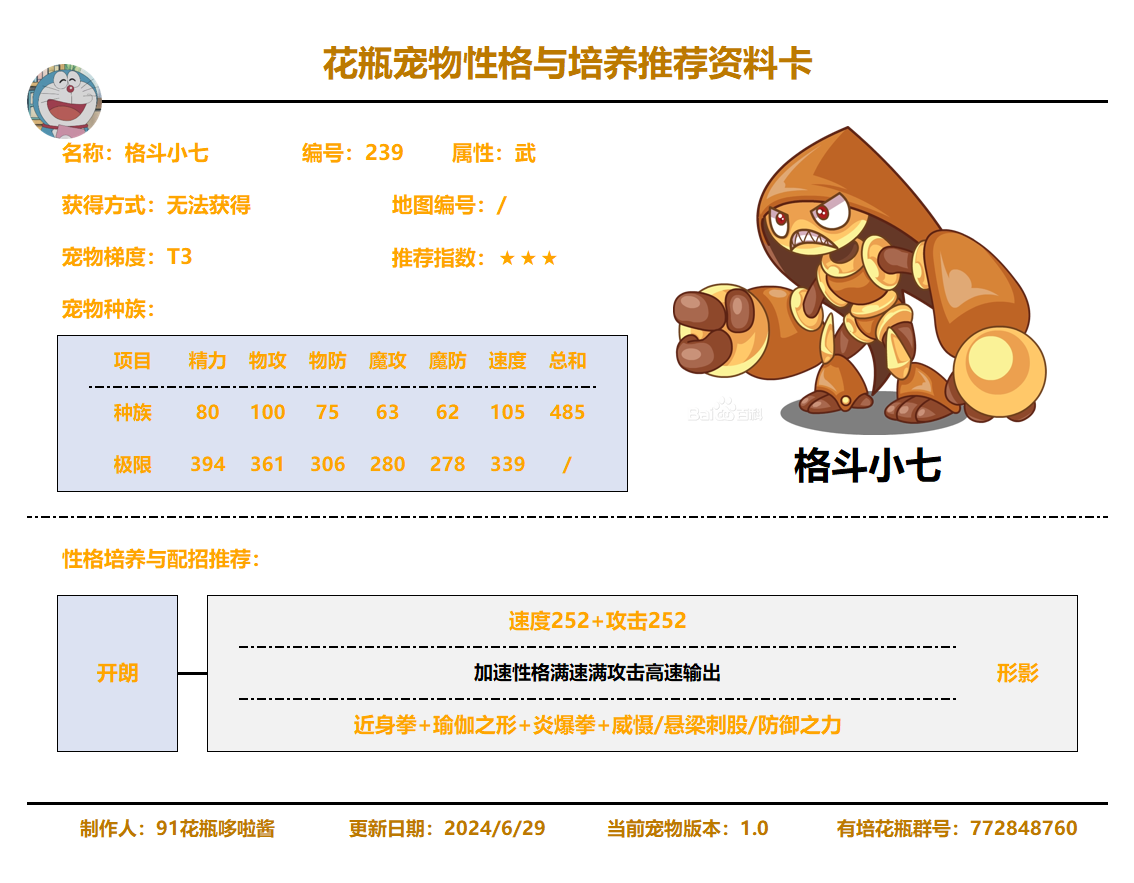 花瓶宠物性格与培养推荐资料卡
名称：格斗小七 编号：239 属性：武
获得方式：无法获得 地图编号：/
宠物梯度：T3 推荐指数：★★★
宠物种族：
项目 精力 物攻 物防 魔攻 魔防 速度 总和
种族 80 100 75 63 62 105 485
极限 394 361 306 280 278 339 /
Baidu百科
格斗小七
性格培养与配招推荐：
开朗
速度252+攻击252
加速性格满速满攻击高速输出
近身拳+瑜伽之形+炎爆拳+威慑/悬梁刺股/防御之力
形影
制作人：91花瓶哆啦酱 更新日期：2024/6/29 当前宠物版本：1.0 有培花瓶群号：772848760